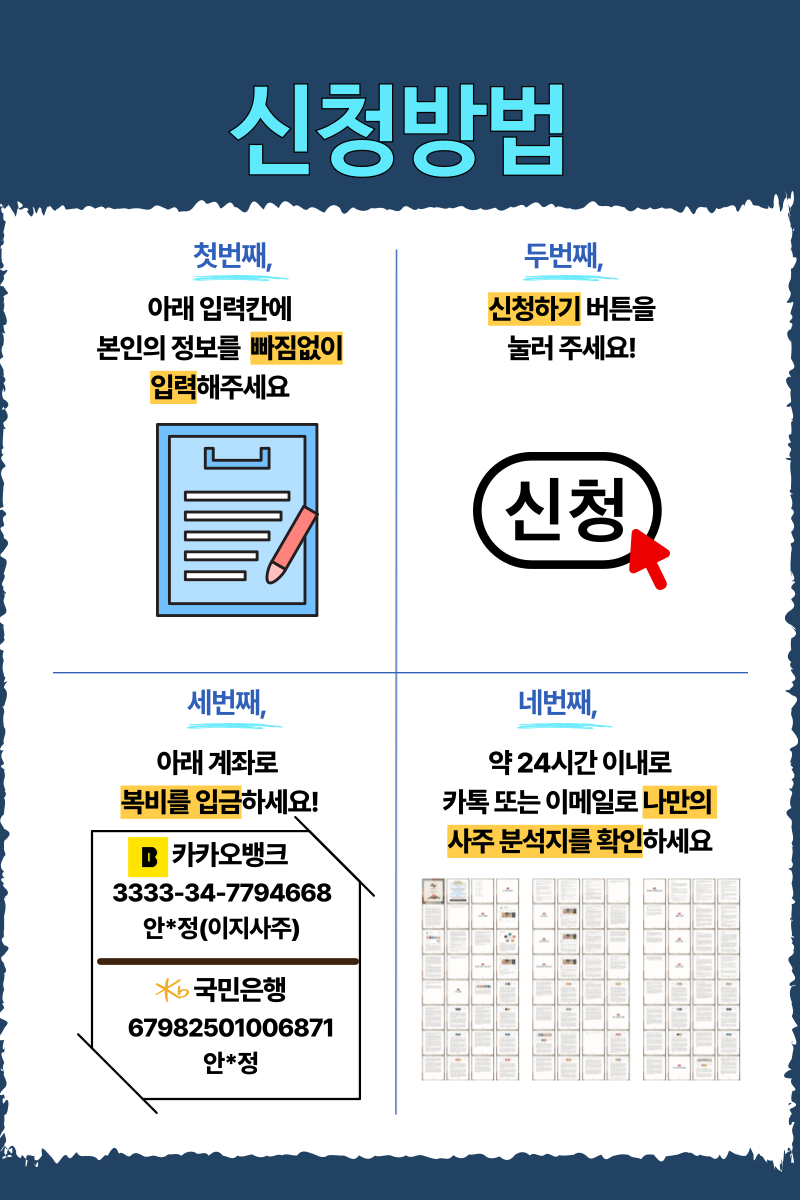 신청방법
첫번째,
아래 입력칸에
본인의 정보를 빠짐없이
입력해주세요
두번째,
신청하기 버튼을
눌러 주세요!
신청
세번째,
아래 계좌로
복비를 입금하세요!
카카오뱅크
3333-34-7794668
안*정(이지사주)
국민은행
67982501006871
안*정
네번째,
약 24시간 이내로
카톡 또는 이메일로 나만의
사주 분석지를 확인하세요